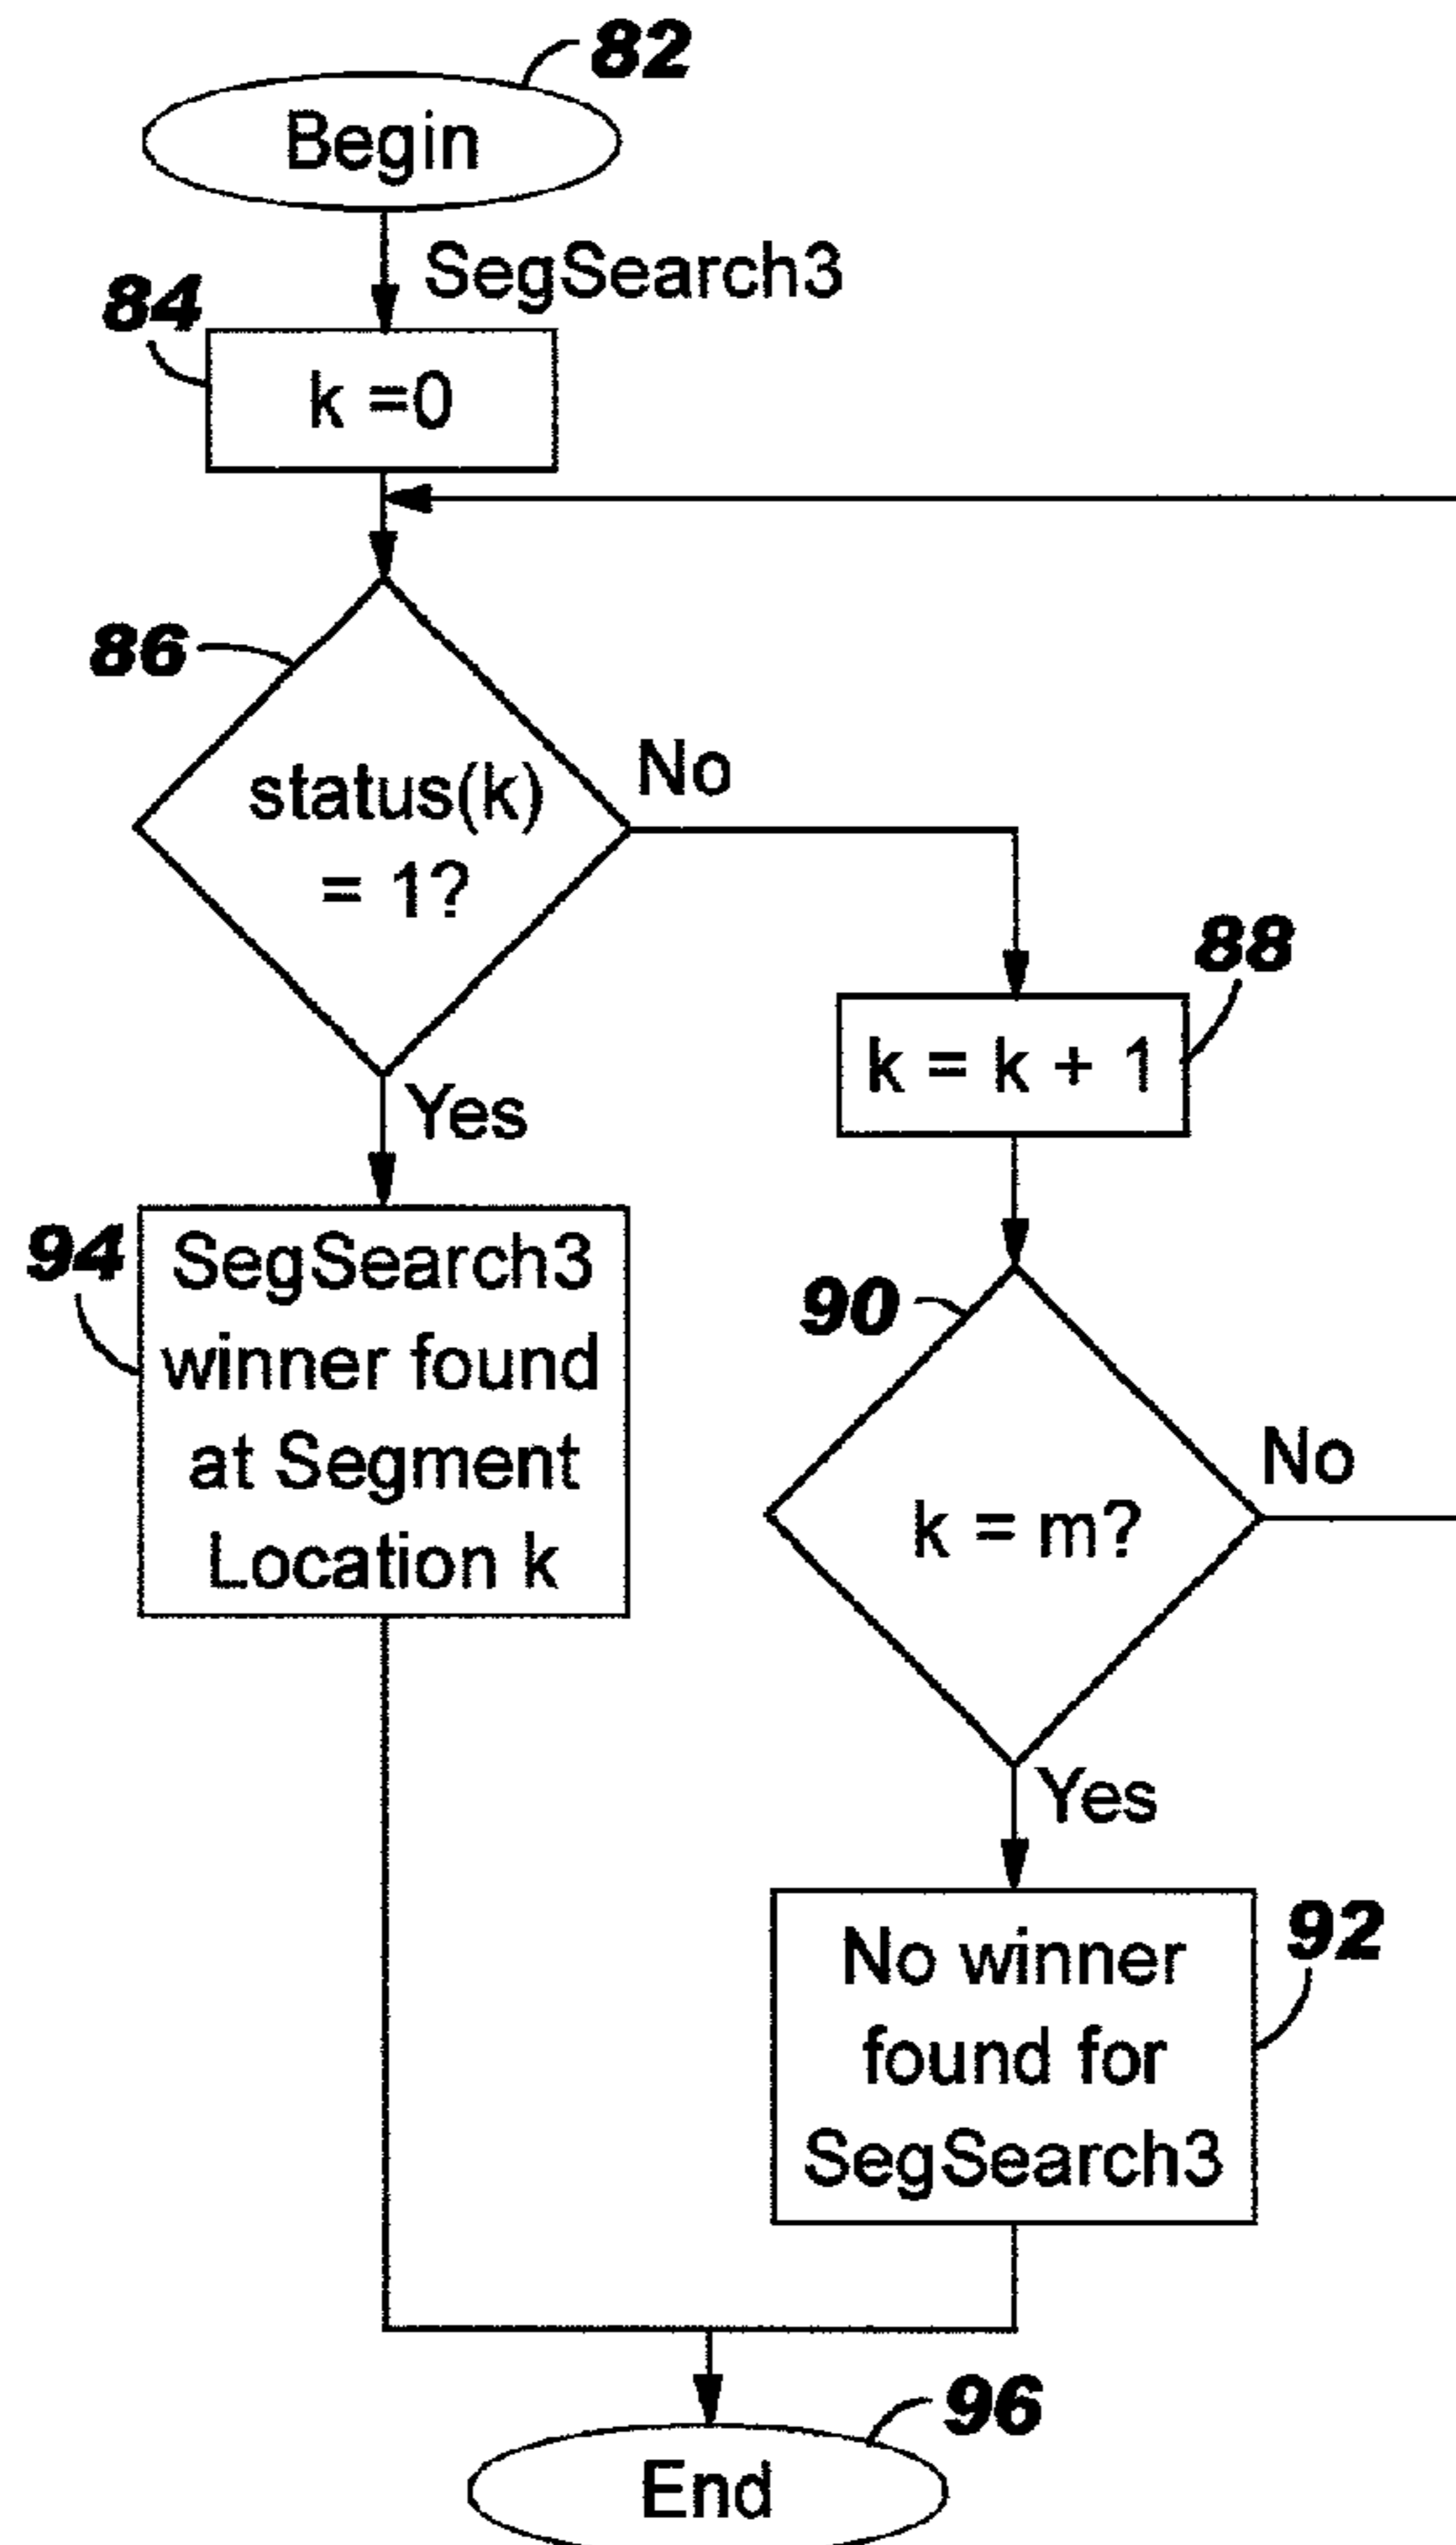 82
Begin
SegSearch3
84
k =0
86
status(k)
= 1?
No
88
k = k + 1
Yes
94
SegSearch3
winner found
at Segment
Location k
90
k = m?
No
Yes
92
No winner
found for
SegSearch3
96
End